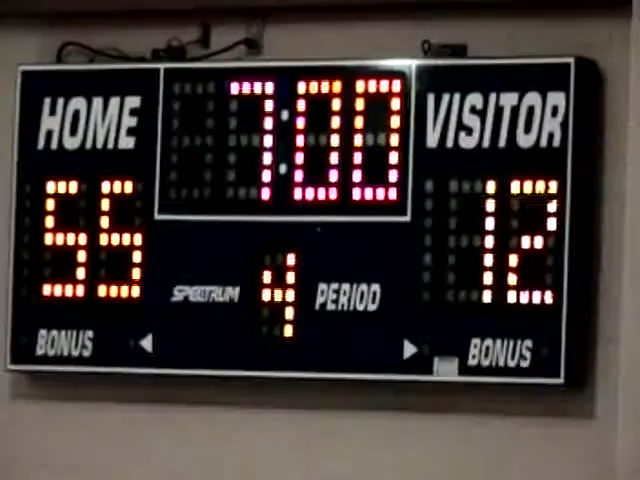 7:00
HOME VISITOR
55 12
SPECTRUM 4 PERIOD
BONUS BONUS